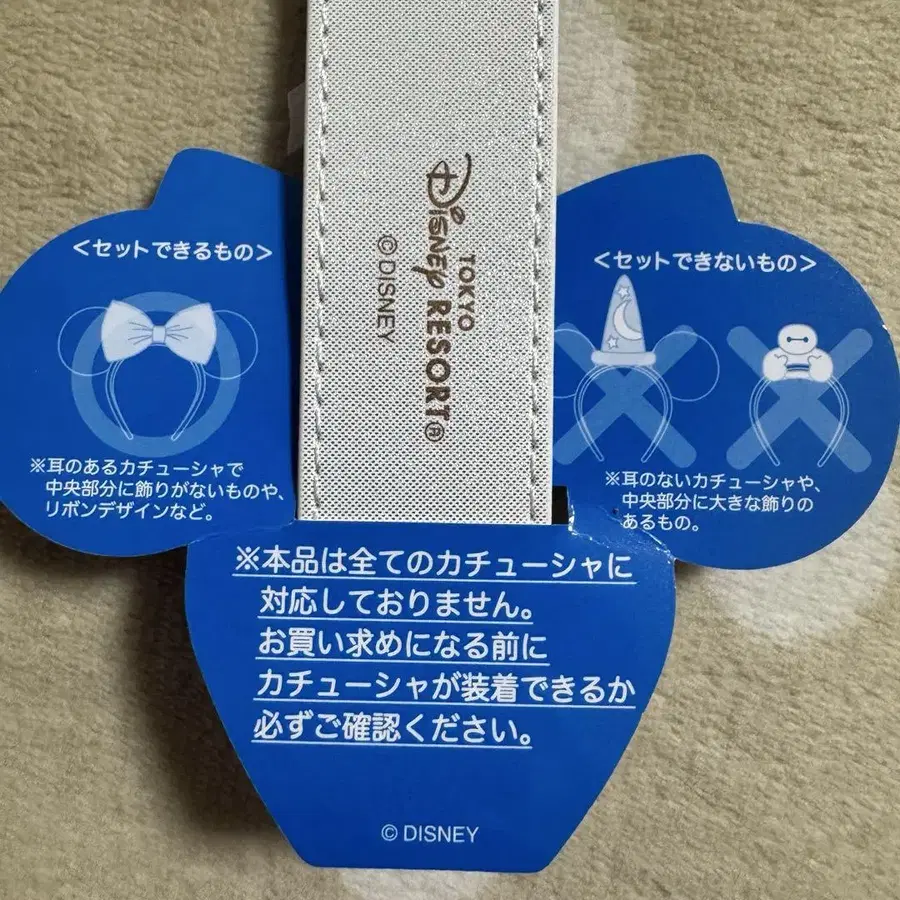 TOKYO
DISNEY RESORT®
©DISNEY
<セットできるもの>
※耳のあるカチューシャで
中央部分に飾りがないものや、
リボンデザインなど。
<セットできないもの>
※耳のないカチューシャや、
中央部分に大きな飾りの
あるもの。
※本品は全てのカチューシャに
対応しておりません。
お買い求めになる前に
カチューシャが装着できるか
必ずご確認ください。
© DISNEY